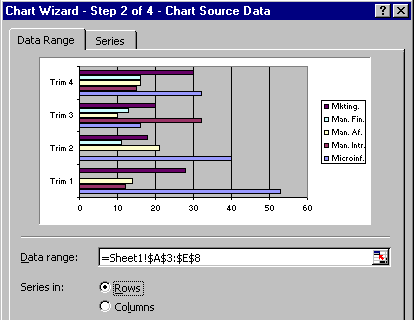 Chart Wizard - Step 2 of 4 - Chart Source Data
Data Range Series
Trim 4
Trim 3
Trim 2
Trim 1
0 10 20 30 40 50 60
Mkting.
Man. Fin.
Man. Af.
Man. Intr.
Microinf.
Data range: =Sheet1!$A$3:$E$8
Series in: Rows
Columns